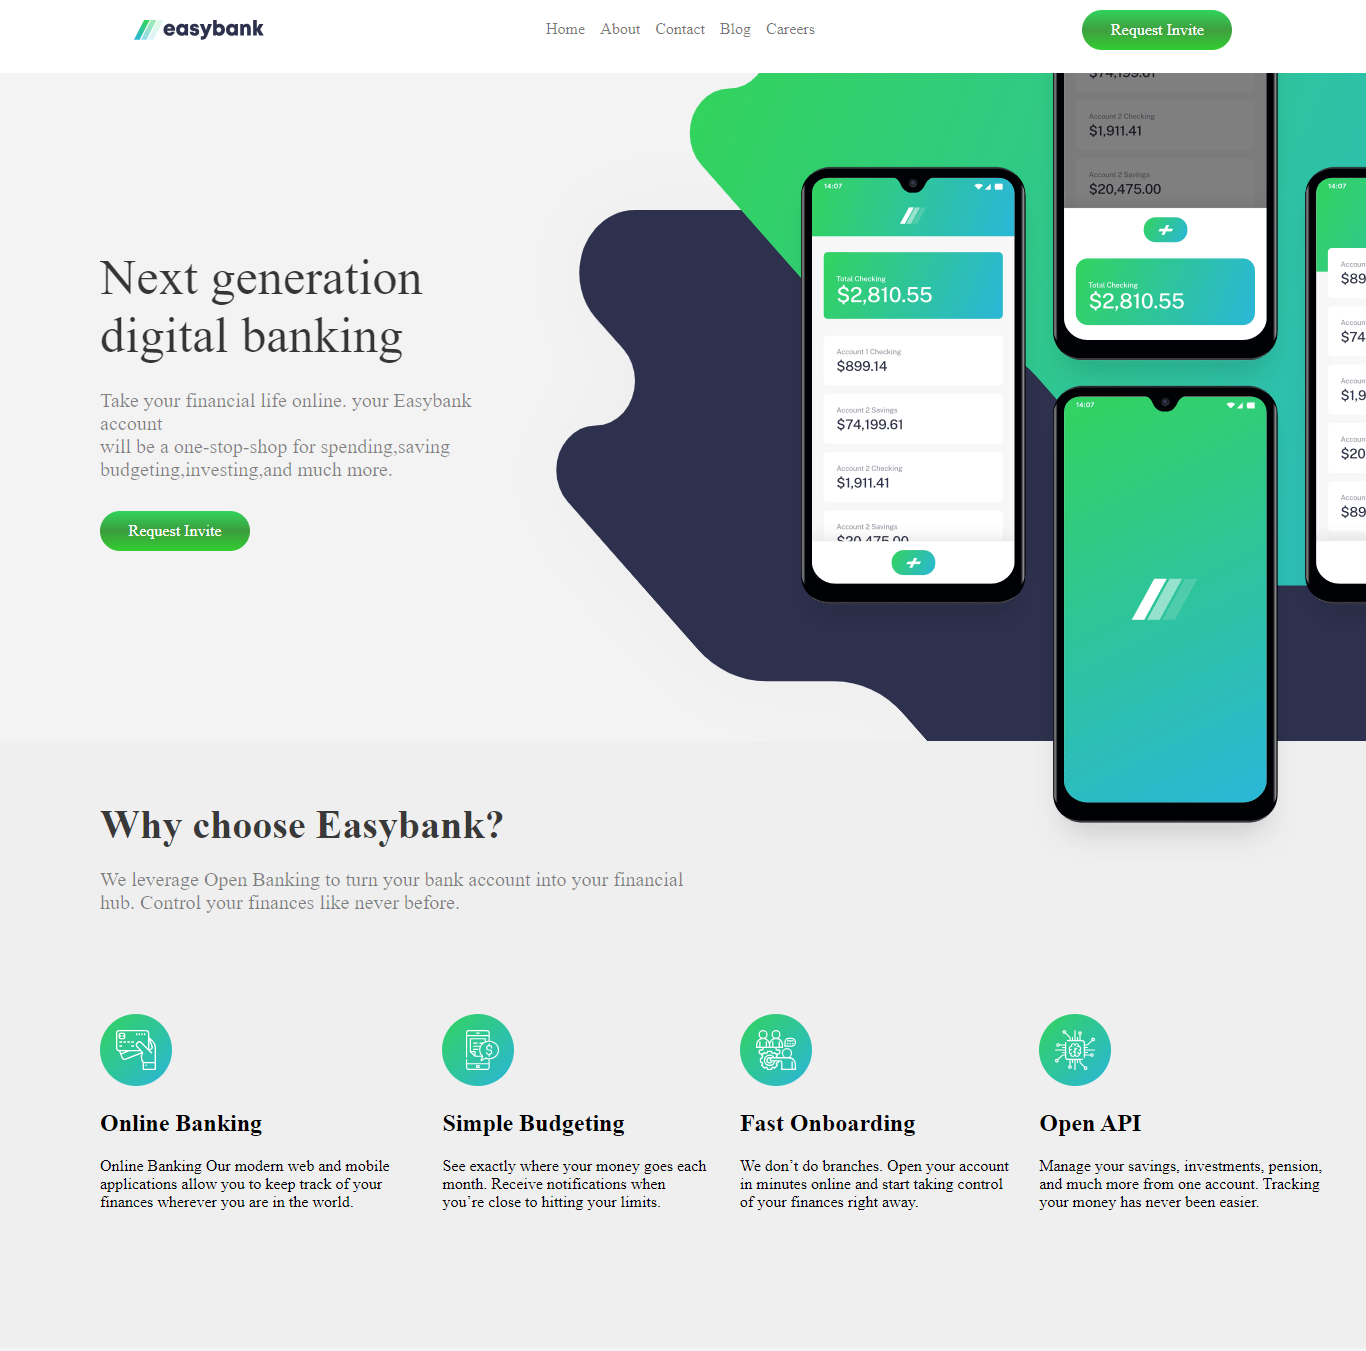 easybank
Home About Contact Blog Careers
Request Invite
Next generation
digital banking
Take your financial life online. your Easybank
account
will be a one-stop-shop for spending,saving
budgeting,investing,and much more.
Request Invite
14:07
Total Checking
$2,810.55
Account 1 Checking
$899.14
Account 2 Savings
$74,199.61
Account 2 Checking
$1,911.41
Account 2 Savings
$20,475.00
$74,199.61
Account 2 Checking
$1,911.41
Account 2 Savings
$20,475.00
Total Checking
$2,810.55
14:07
14:07
Accoun
$89
Accoun
$74
Accoun
$1,9
Accoun
$20
Accoun
$89
Why choose Easybank?
We leverage Open Banking to turn your bank account into your financial
hub. Control your finances like never before.
Online Banking
Online Banking Our modern web and mobile
applications allow you to keep track of your
finances wherever you are in the world.
Simple Budgeting
See exactly where your money goes each
month. Receive notifications when
you’re close to hitting your limits.
Fast Onboarding
We don’t do branches. Open your account
in minutes online and start taking control
of your finances right away.
Open API
Manage your savings, investments, pension,
and much more from one account. Tracking
your money has never been easier.